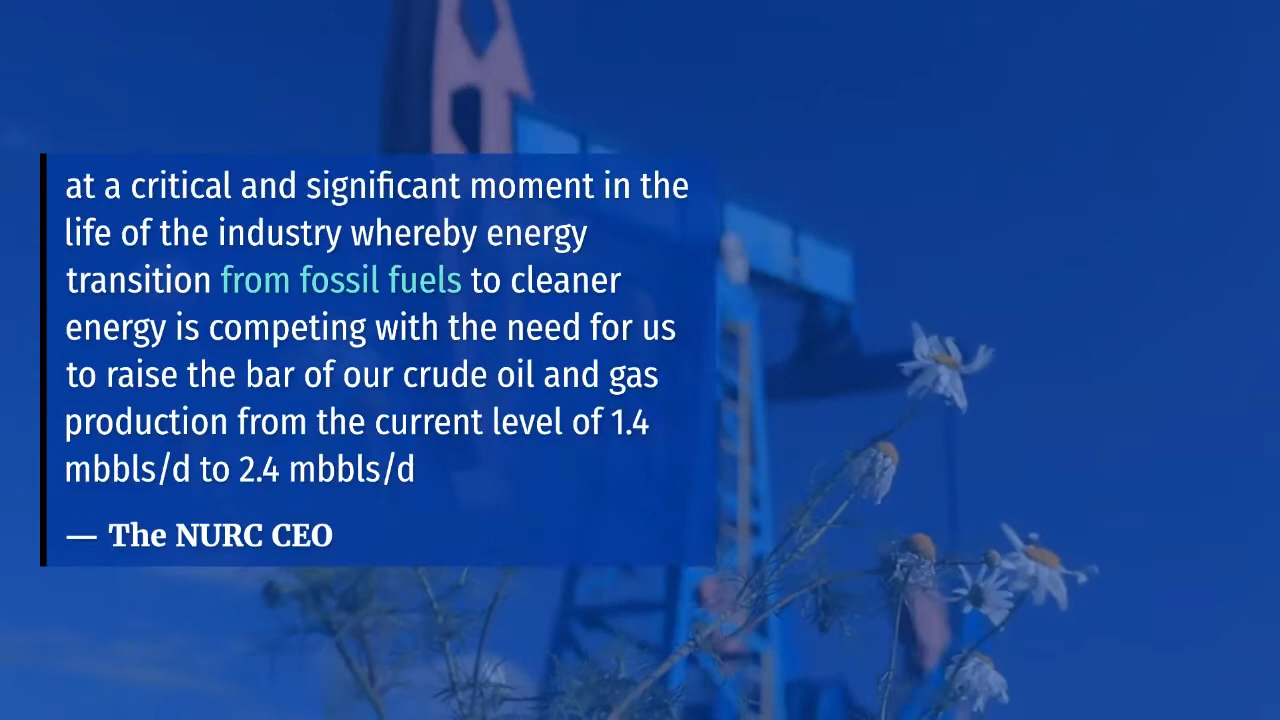 at a critical and significant moment in the
life of the industry whereby energy
transition from fossil fuels to cleaner
energy is competing with the need for us
to raise the bar of our crude oil and gas
production from the current level of 1.4
mbbls/d to 2.4 mbbls/d
— The NURC CEO